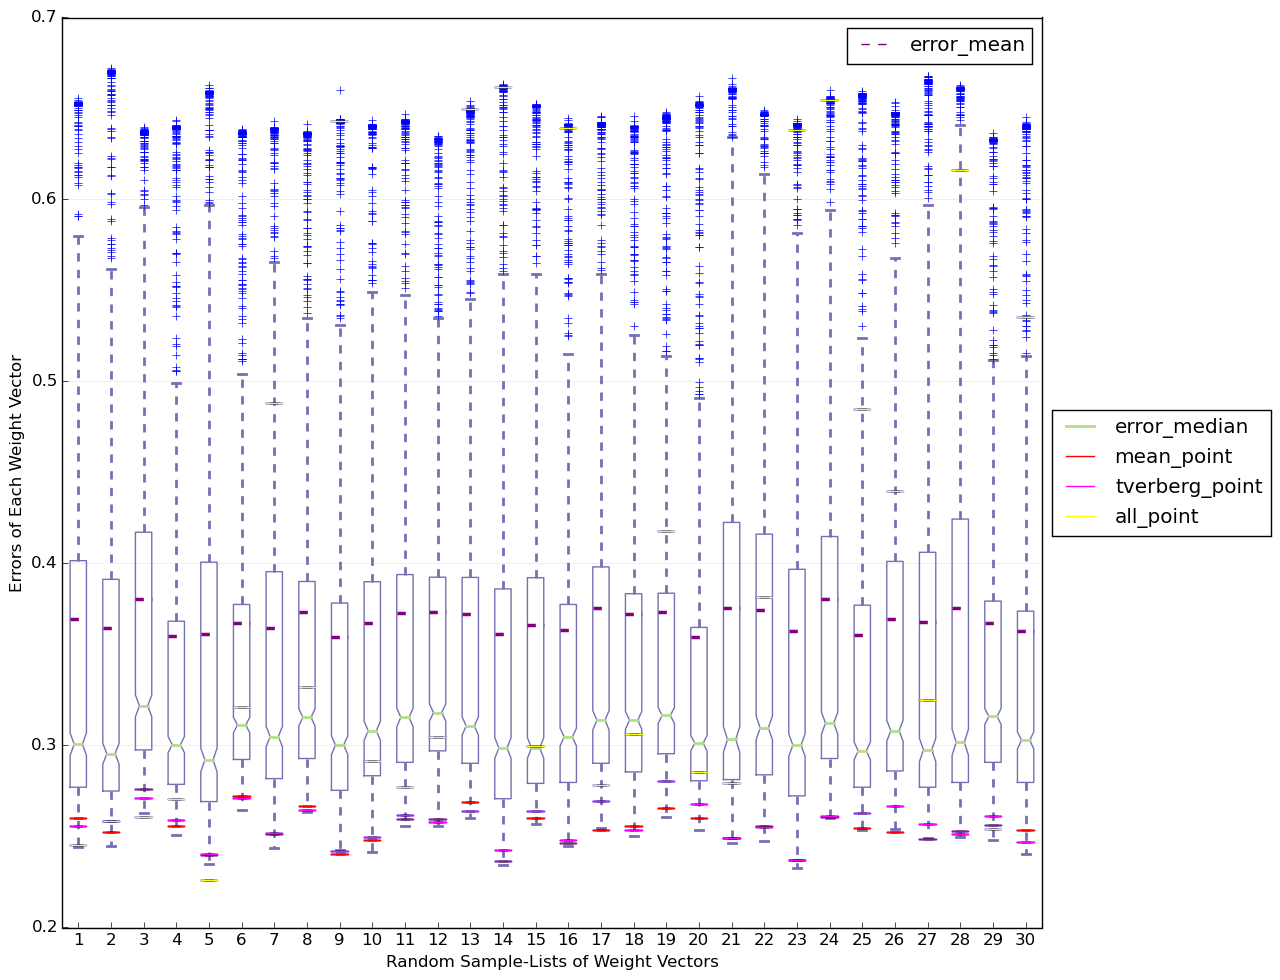 0.7
0.6
0.5
0.4
0.3
0.2
Errors of Each Weight Vector
error_mean
error_median
mean_point
tverberg_point
all_point
1 2 3 4 5 6 7 8 9 10 11 12 13 14 15 16 17 18 19 20 21 22 23 24 25 26 27 28 29 30
Random Sample-Lists of Weight Vectors